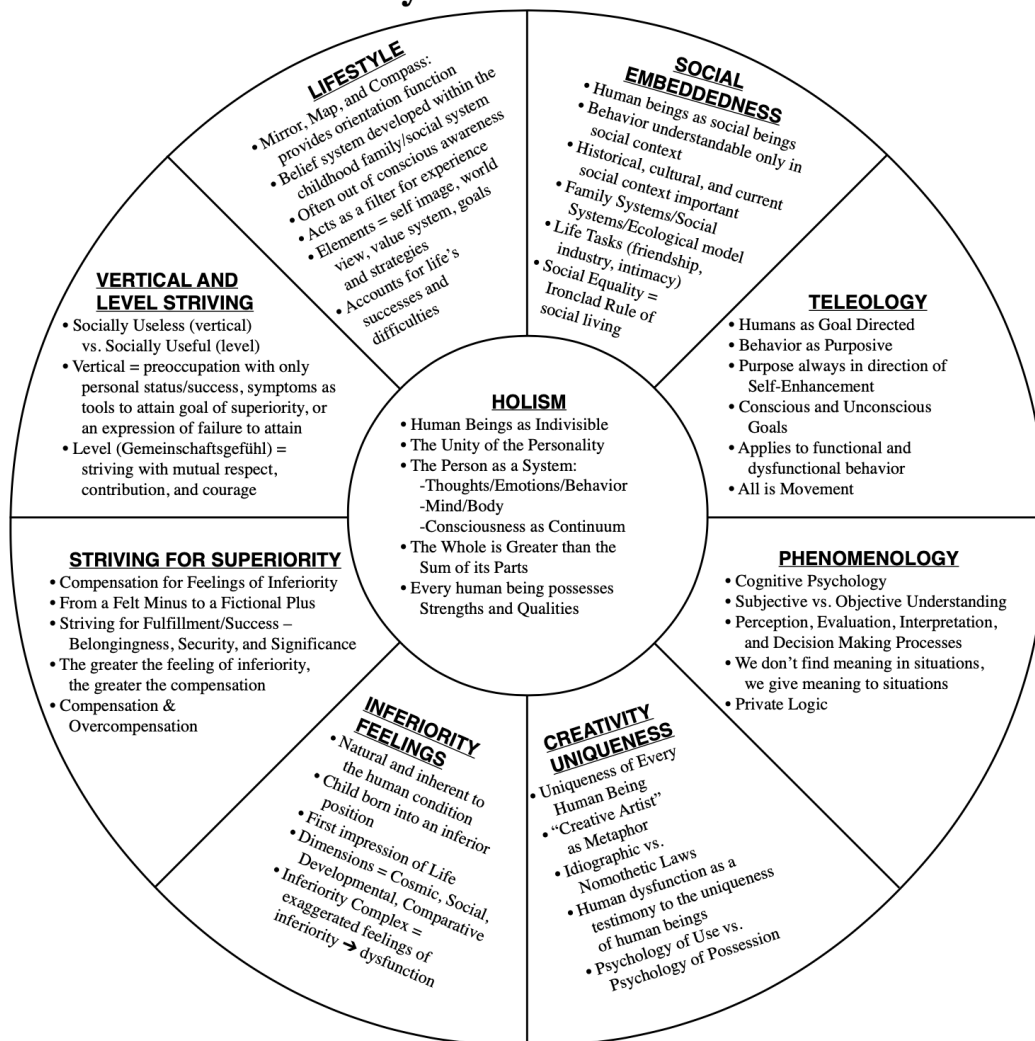 LIFESTYLE
• Mirror, Map, and Compass:
provides orientation function
• Belief system developed within the
childhood family/social system
• Often out of conscious awareness
• Acts as a filter for experience
• Elements = self image, world
view, value system, goals
and strategies
• Accounts for life’s
successes and
difficulties
SOCIAL
EMBEDDEDNESS
• Human beings as social beings
• Behavior understandable only in
social context
• Historical, cultural, and current
social context important
• Family Systems/Social
Systems/Ecological model
• Life Tasks (friendship,
industry, intimacy)
• Social Equality =
Ironclad Rule of
social living
TELEOLOGY
• Humans as Goal Directed
• Behavior as Purposive
• Purpose always in direction of
Self-Enhancement
• Conscious and Unconscious
Goals
• Applies to functional and
dysfunctional behavior
• All is Movement
PHENOMENOLOGY
• Cognitive Psychology
• Subjective vs. Objective Understanding
• Perception, Evaluation, Interpretation,
and Decision Making Processes
• We don’t find meaning in situations,
we give meaning to situations
• Private Logic
CREATIVITY
UNIQUENESS
• Uniqueness of Every
Human Being
• “Creative Artist”
as Metaphor
• Idiographic vs.
Nomothetic Laws
• Human dysfunction as a
testimony to the uniqueness
of human beings
• Psychology of Use vs.
Psychology of Possession
INFERIORITY
FEELINGS
• Natural and inherent to
the human condition
• Child born into an inferior
position
• First impression of Life
• Dimensions = Cosmic, Social,
Developmental, Comparative
• Inferiority Complex =
exaggerated feelings of
inferiority ➔ dysfunction
STRIVING FOR SUPERIORITY
• Compensation for Feelings of Inferiority
• From a Felt Minus to a Fictional Plus
• Striving for Fulfillment/Success –
Belongingness, Security, and Significance
• The greater the feeling of inferiority,
the greater the compensation
• Compensation &
Overcompensation
VERTICAL AND
LEVEL STRIVING
• Socially Useless (vertical)
vs. Socially Useful (level)
• Vertical = preoccupation with only
personal status/success, symptoms as
tools to attain goal of superiority, or
an expression of failure to attain
• Level (Gemeinschaftsgefühl) =
striving with mutual respect,
contribution, and courage
HOLISM
• Human Beings as Indivisible
• The Unity of the Personality
• The Person as a System:
-Thoughts/Emotions/Behavior
-Mind/Body
-Consciousness as Continuum
• The Whole is Greater than the
Sum of its Parts
• Every human being possesses
Strengths and Qualities